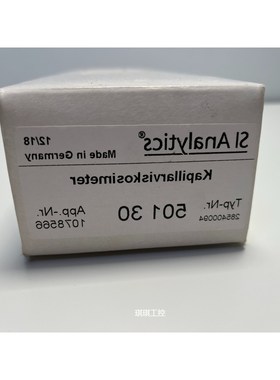 SI Analytics®
12/18
Made in Germany
Kapillarviskosimeter
Typ-Nr.
285400094
501 30
App.-Nr.
1078566